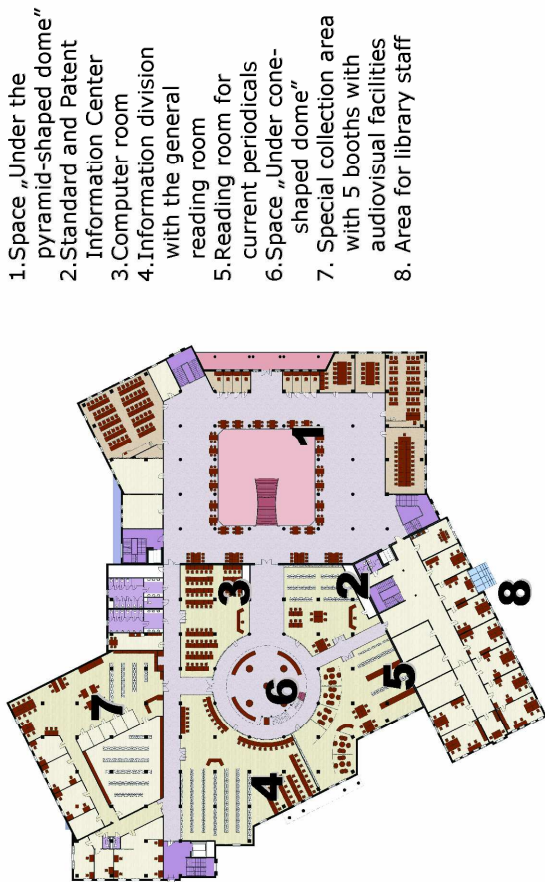 1.Space „Under the
pyramid-shaped dome”
2.Standard and Patent
Information Center
3.Computer room
4.Information division
with the general
reading room
5.Reading room for
current periodicals
6.Space „Under cone-
shaped dome”
7. Special collection area
with 5 booths with
audiovisual facilities
8. Area for library staff
1
2
3
4
5
6
7
8